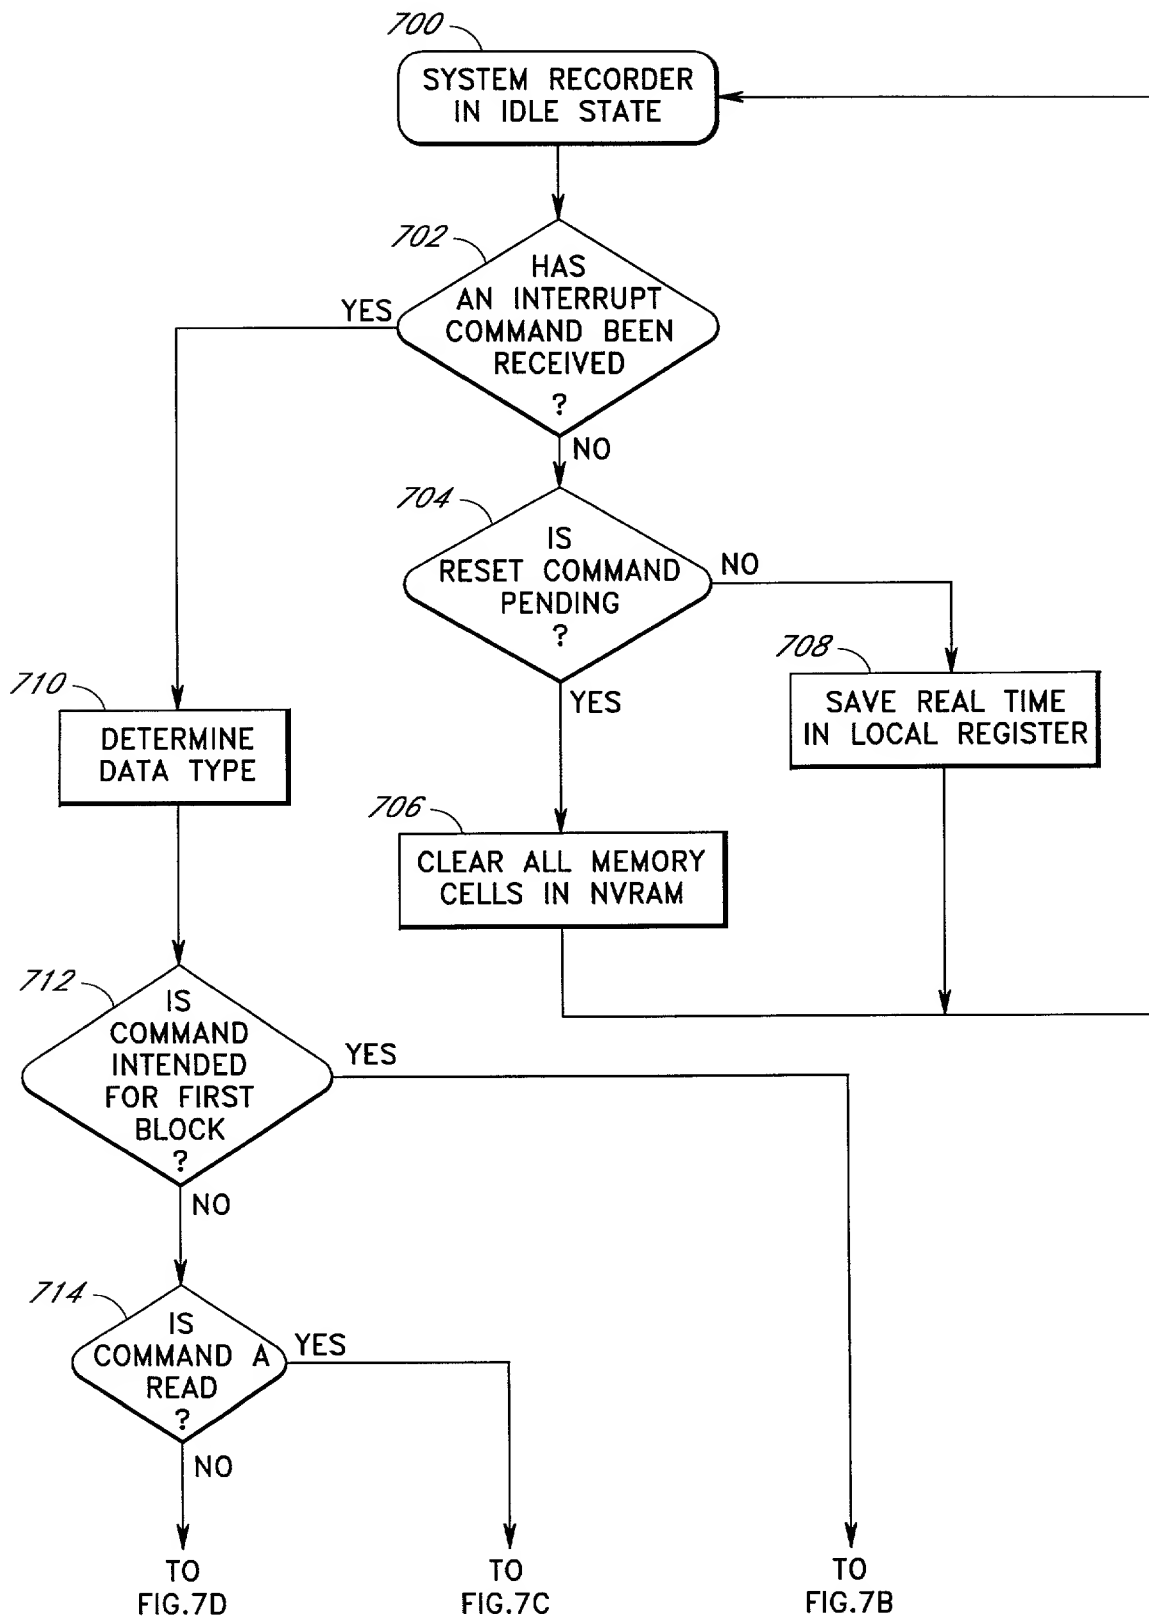 700
SYSTEM RECORDER
IN IDLE STATE
702
HAS
AN INTERRUPT
COMMAND BEEN
RECEIVED
?
YES
NO
704
IS
RESET COMMAND
PENDING
?
NO
YES
708
SAVE REAL TIME
IN LOCAL REGISTER
710
DETERMINE
DATA TYPE
706
CLEAR ALL MEMORY
CELLS IN NVRAM
712
IS
COMMAND
INTENDED
FOR FIRST
BLOCK
?
YES
NO
714
IS
COMMAND A
READ
?
YES
NO
TO
FIG.7D
TO
FIG.7C
TO
FIG.7B